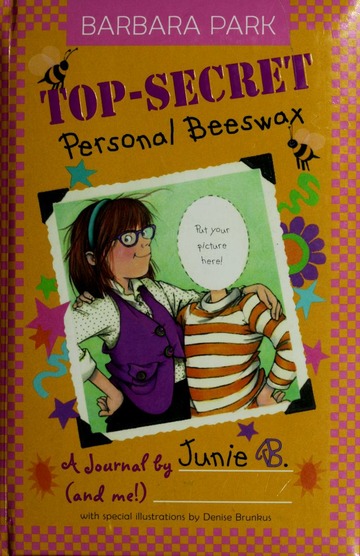 BARBARA PARK
TOP-SECRET
Personal Beeswax
Put your
picture
here!
A Journal by Junie B.
(and me!)
with special illustrations by Denise Brunkus